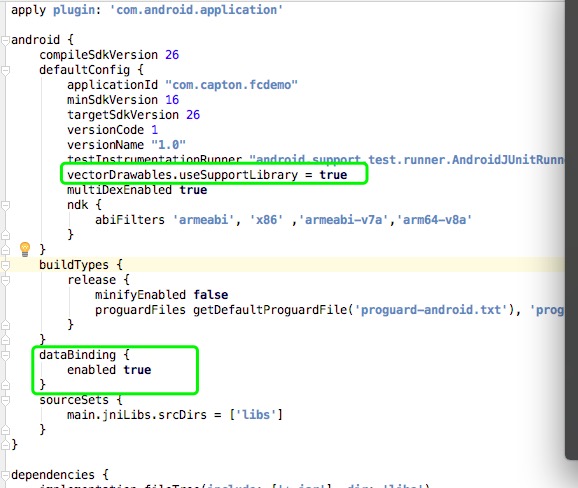 apply plugin: 'com.android.application'
android {
compileSdkVersion 26
defaultConfig {
applicationId "com.capton.fcdemo"
minSdkVersion 16
targetSdkVersion 26
versionCode 1
versionName "1.0"
testInstrumentationRunner "android.support.test.runner.AndroidJUnitRunn
vectorDrawables.useSupportLibrary = true
multiDexEnabled true
ndk {
abiFilters 'armeabi', 'x86' ,'armeabi-v7a','arm64-v8a'
}
}
buildTypes {
release {
minifyEnabled false
proguardFiles getDefaultProguardFile('proguard-android.txt'), 'prog
}
}
dataBinding {
enabled true
}
sourceSets {
main.jniLibs.srcDirs = ['libs']
}
}
dependencies {